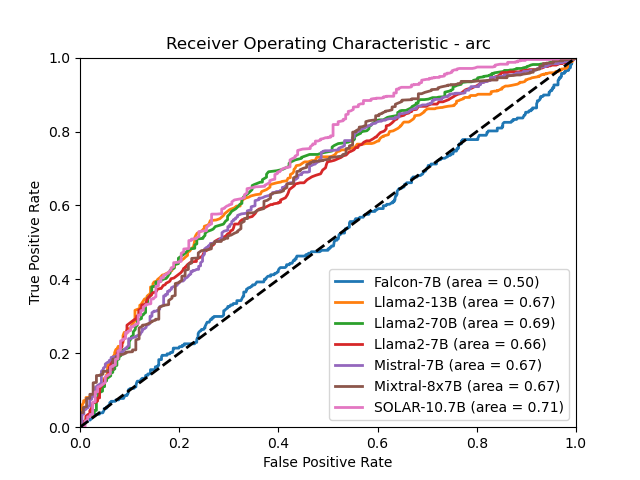 Receiver Operating Characteristic - arc
True Positive Rate
1.0
0.8
0.6
0.4
0.2
0.0
Falcon-7B (area = 0.50)
Llama2-13B (area = 0.67)
Llama2-70B (area = 0.69)
Llama2-7B (area = 0.66)
Mistral-7B (area = 0.67)
Mixtral-8x7B (area = 0.67)
SOLAR-10.7B (area = 0.71)
0.0 0.2 0.4 0.6 0.8 1.0
False Positive Rate